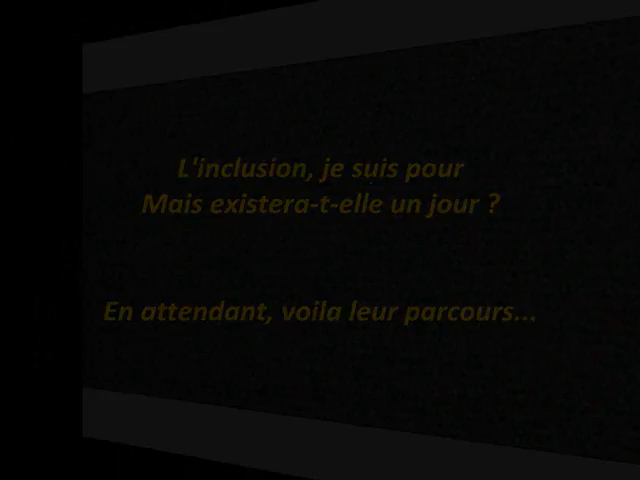 L'inclusion, je suis pour
Mais existera-t-elle un jour ?
En attendant, voila leur parcours...